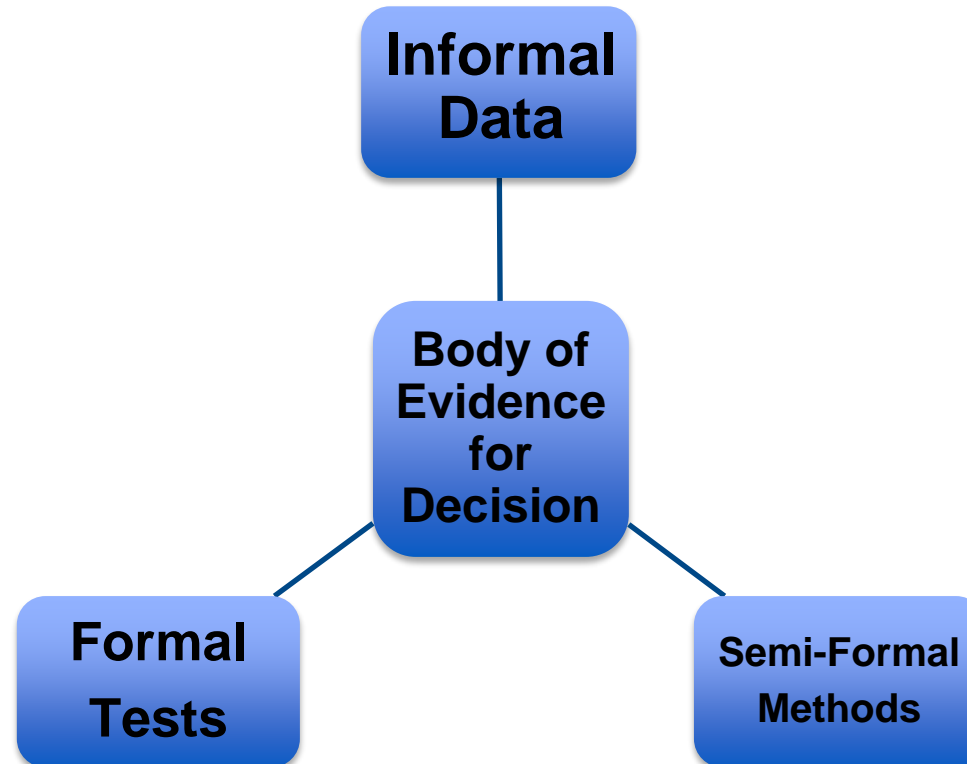 Informal
Data
Body of
Evidence
for
Decision
Formal
Tests
Semi-Formal
Methods